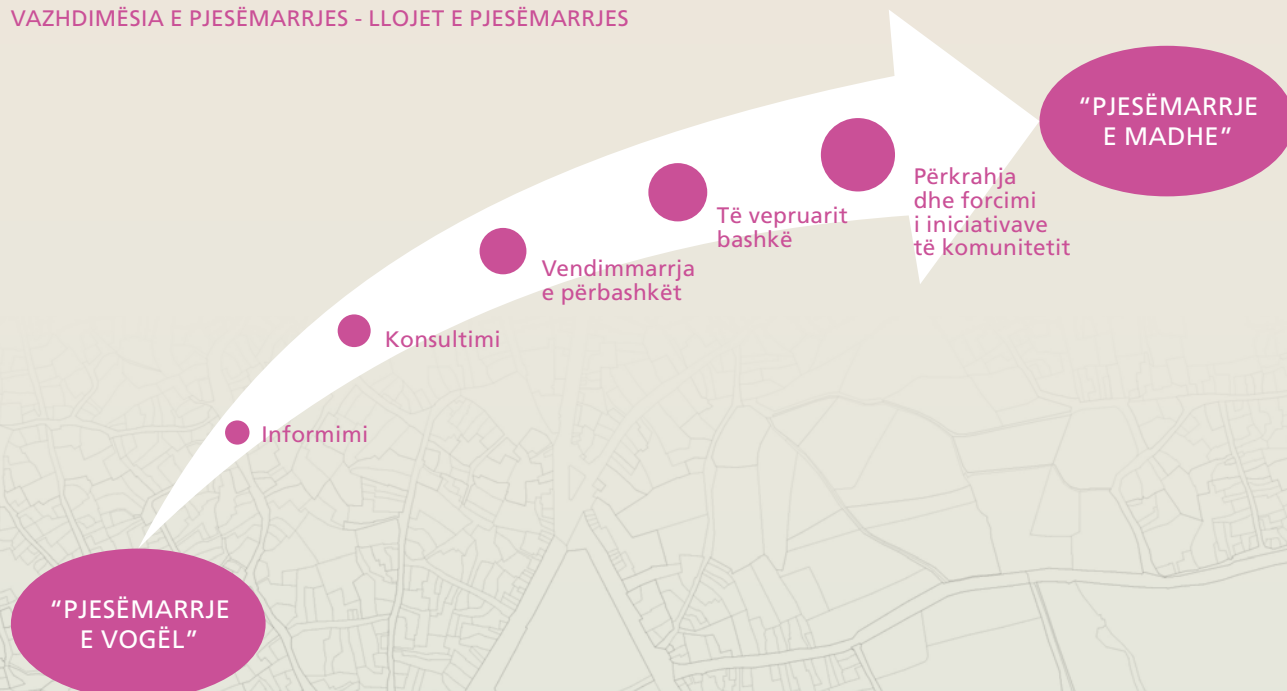 VAZHDIMËSIA E PJESËMARRJES - LLOJET E PJESËMARRJES
“PJESËMARRJE
E MADHE”
Përkrahja
dhe forcimi
i iniciativave
të komunitetit
Të vepruarit
bashkë
Vendimmarrja
e përbashkët
Konsultimi
Informimi
“PJESËMARRJE
E VOGËL”